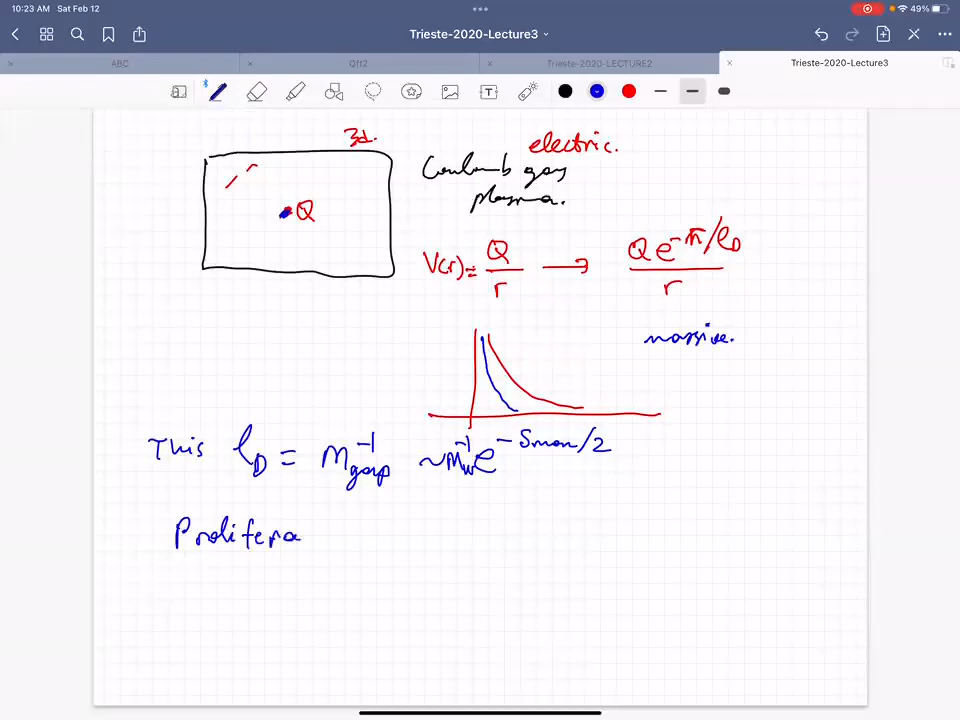 10:23 AM Sat Feb 12
49%
Trieste-2020-Lecture3
ABC
Qft2
Trieste-2020-LECTURE2
Trieste-2020-Lecture3
3d.
electric.
Coulomb gas
plasma.
Q
V(r) = Q/r → Q e^{-r/ℓ_D}/r
massive.
This ℓ_D = m_gap^{-1} ~ M_W^{-1} e^{-S_mon/2}
Prolifera